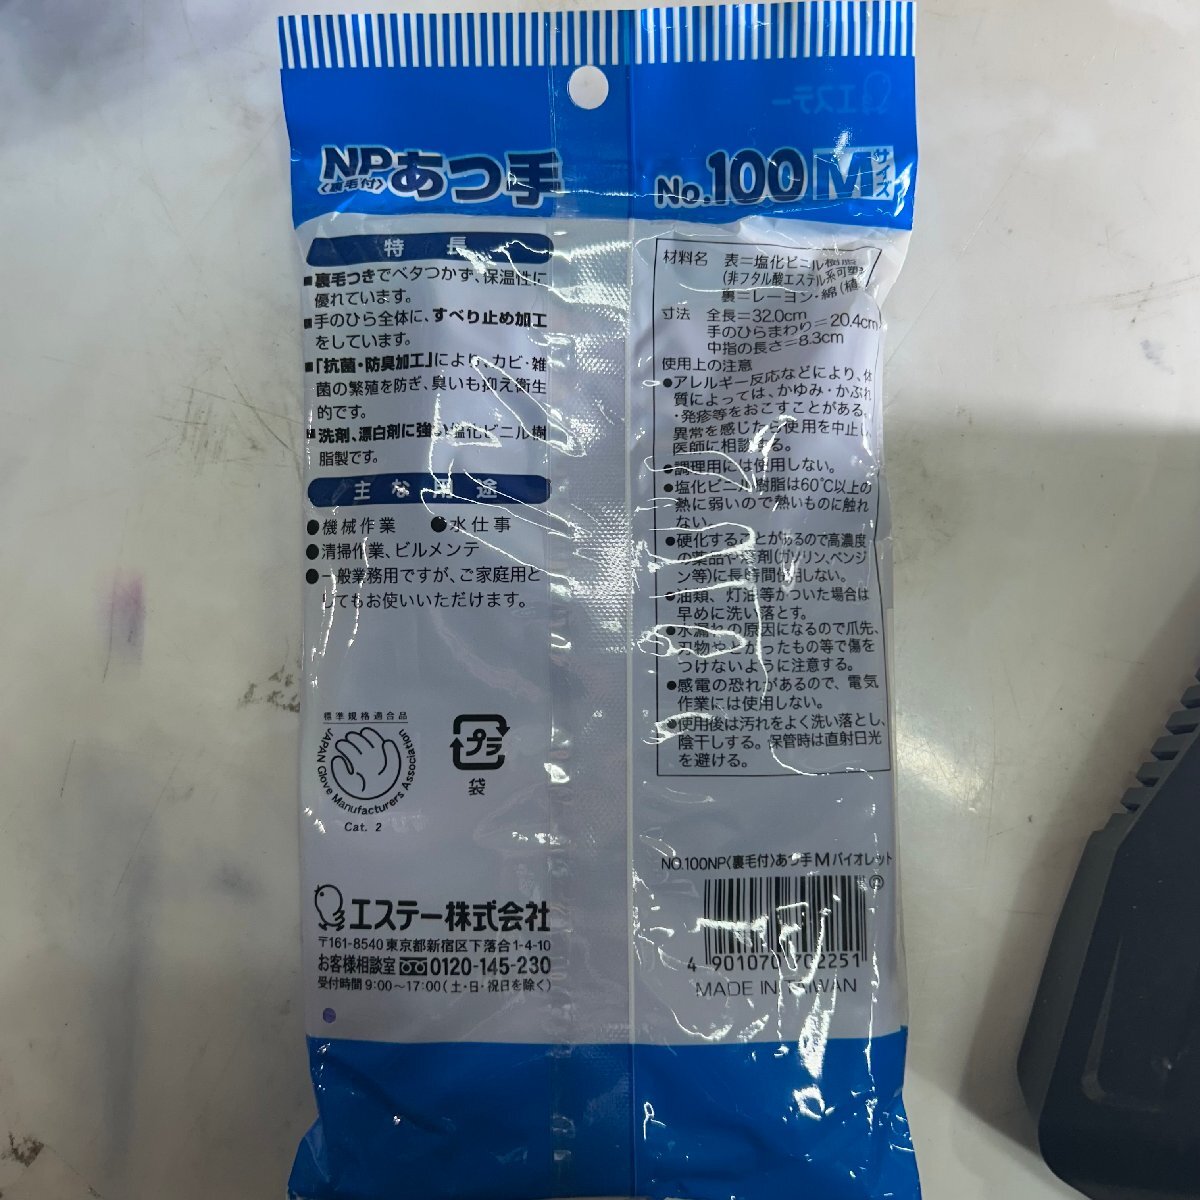 エステー
NP
〈裏毛付〉
あつ手
No.100 M
サイズ
特長
■裏毛つきでベタつかず、保温性に
優れています。
■手のひら全体に、すべり止め加工
をしています。
■「抗菌・防臭加工」により、カビ・雑
菌の繁殖を防ぎ、臭いも抑え衛生
的です。
■洗剤、漂白剤に強い塩化ビニル樹
脂製です。
主な用途
●機械作業 ●水仕事
●清掃作業、ビルメンテ
●一般業務用ですが、ご家庭用と
してもお使いいただけます。
標準規格適合品
JAPAN Glove Manufacturers Association
Cat. 2
プラ
袋
エステー株式会社
〒161-8540 東京都新宿区下落合1-4-10
お客様相談室 0120-145-230
受付時間 9:00〜17:00(土・日・祝日を除く)
材料名 表=塩化ビニル樹脂
(非フタル酸エステル系可塑
裏=レーヨン・綿(植
寸法 全長=32.0cm
手のひらまわり=20.4cm
中指の長さ=8.3cm
使用上の注意
●アレルギー反応などにより、体
質によっては、かゆみ・かぶれ
・発疹等をおこすことがある。
異常を感じたら使用を中止し
医師に相談する。
●調理用には使用しない。
●塩化ビニル樹脂は60℃以上の
熱に弱いので熱いものに触れ
ない。
●硬化することがあるので高濃度
の薬品や溶剤(ガソリン、ベンジ
ン等)に長時間使用しない。
●油類、灯油等がついた場合は
早めに洗い落とす。
●水漏れの原因になるので爪先、
刃物やとがったもの等で傷を
つけないように注意する。
●感電の恐れがあるので、電気
作業には使用しない。
●使用後は汚れをよく洗い落とし、
陰干しする。保管時は直射日光
を避ける。
NO.100NP〈裏毛付〉あつ手 M バイオレット
4 901070 702251
MADE IN TAIWAN